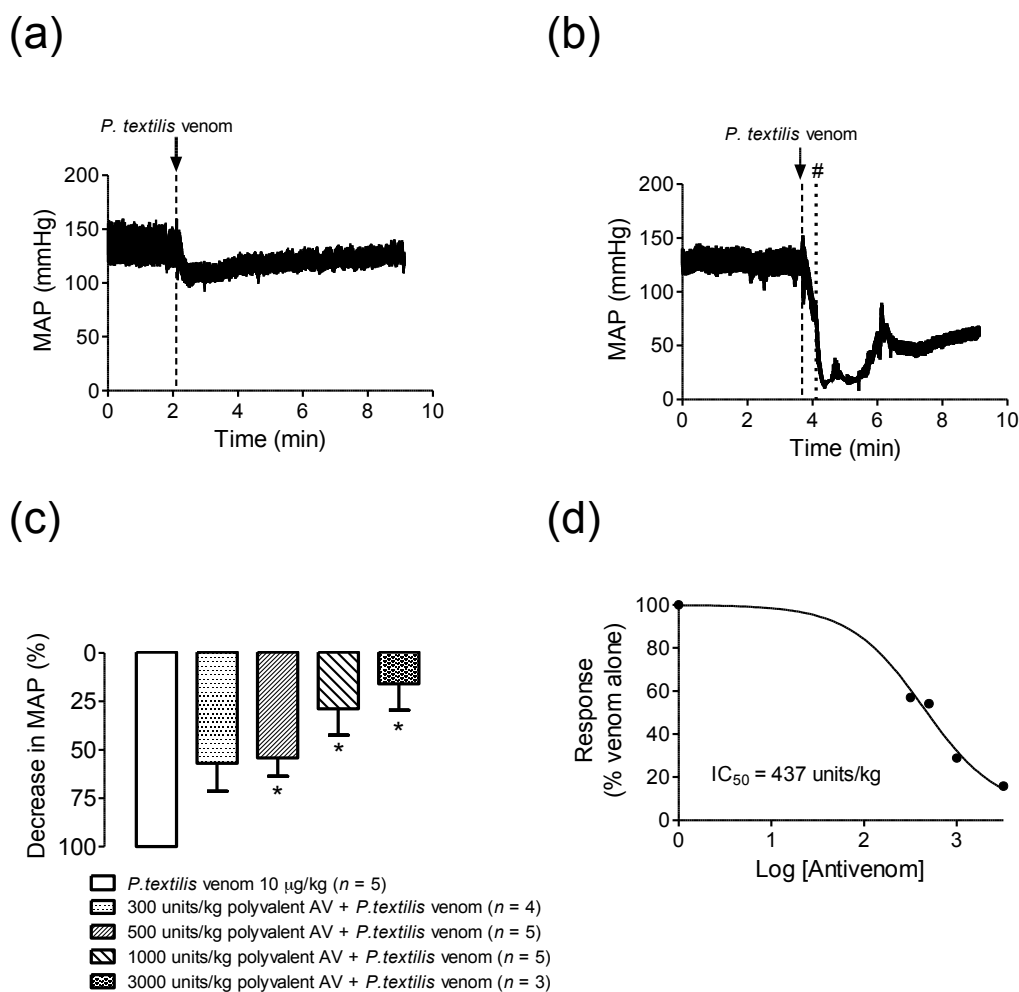 (a)
P. textilis venom
200
150
100
50
0
MAP (mmHg)
0 2 4 6 8 10
Time (min)
(b)
P. textilis venom
#
200
150
100
50
0
MAP (mmHg)
0 2 4 6 8 10
Time (min)
(c)
0
25
50
75
100
Decrease in MAP (%)
* * *
P.textilis venom 10 μg/kg (n = 5)
300 units/kg polyvalent AV + P.textilis venom (n = 4)
500 units/kg polyvalent AV + P.textilis venom (n = 5)
1000 units/kg polyvalent AV + P.textilis venom (n = 5)
3000 units/kg polyvalent AV + P.textilis venom (n = 3)
(d)
100
80
60
40
20
0
Response
(% venom alone)
IC50 = 437 units/kg
0 1 2 3
Log [Antivenom]